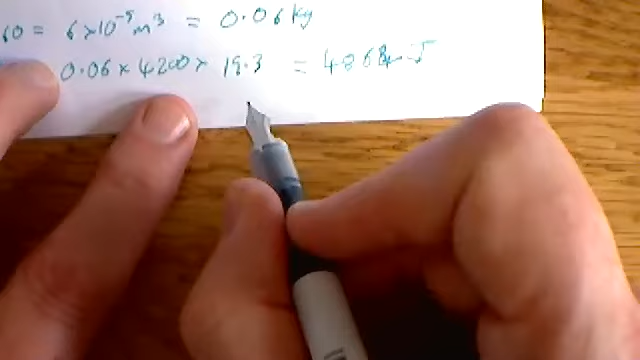 60 = 6×10⁻⁵ m³ = 0.06 kg
0.06 × 4200 × 19.3 = 4863.6 J